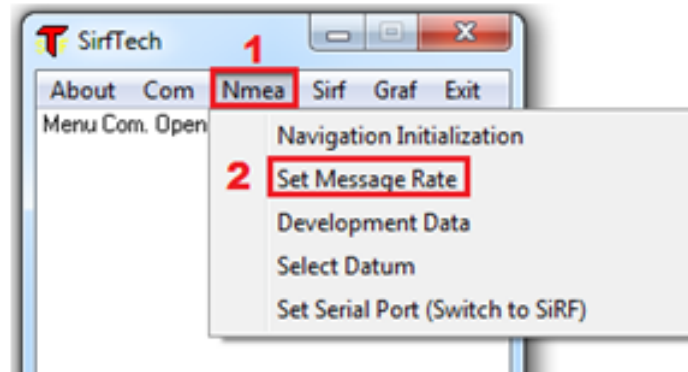 SirfTech
1
About Com Nmea Sirf Graf Exit
Menu Com. Open
Navigation Initialization
2 Set Message Rate
Development Data
Select Datum
Set Serial Port (Switch to SiRF)